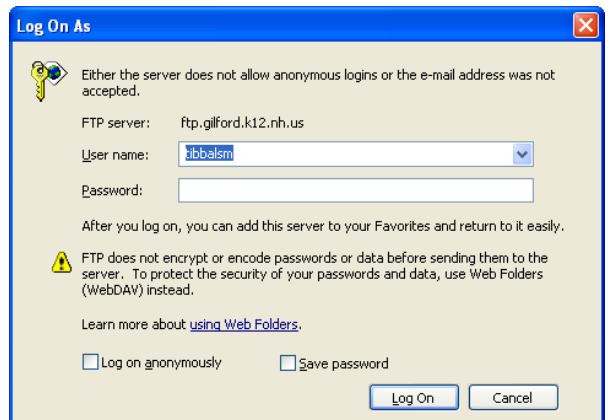 Log On As
Either the server does not allow anonymous logins or the e-mail address was not
accepted.
FTP server: ftp.gilford.k12.nh.us
User name: tibbalsm
Password:
After you log on, you can add this server to your Favorites and return to it easily.
FTP does not encrypt or encode passwords or data before sending them to the
server. To protect the security of your passwords and data, use Web Folders
(WebDAV) instead.
Learn more about using Web Folders.
Log on anonymously Save password
Log On Cancel